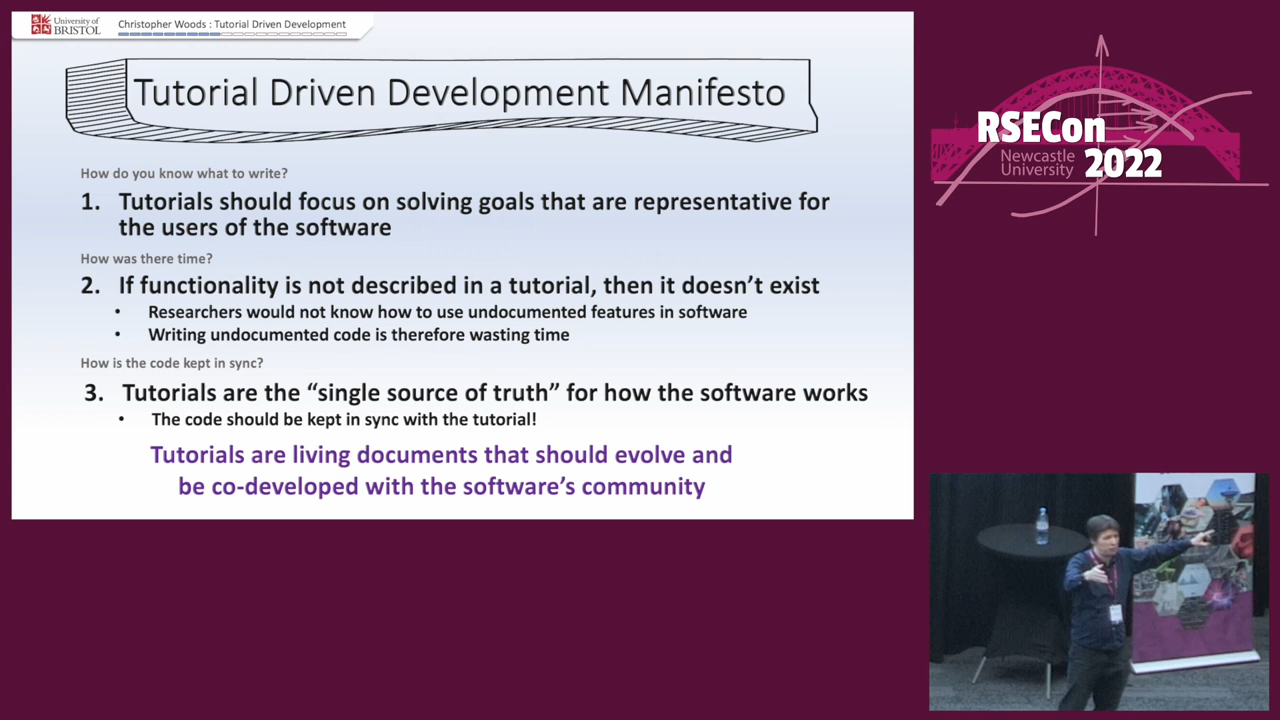 University of
BRISTOL
Christopher Woods : Tutorial Driven Development
Tutorial Driven Development Manifesto
How do you know what to write?
1. Tutorials should focus on solving goals that are representative for
the users of the software
How was there time?
2. If functionality is not described in a tutorial, then it doesn’t exist
• Researchers would not know how to use undocumented features in software
• Writing undocumented code is therefore wasting time
How is the code kept in sync?
3. Tutorials are the “single source of truth” for how the software works
• The code should be kept in sync with the tutorial!
Tutorials are living documents that should evolve and
be co-developed with the software’s community
RSECon
Newcastle
University
2022